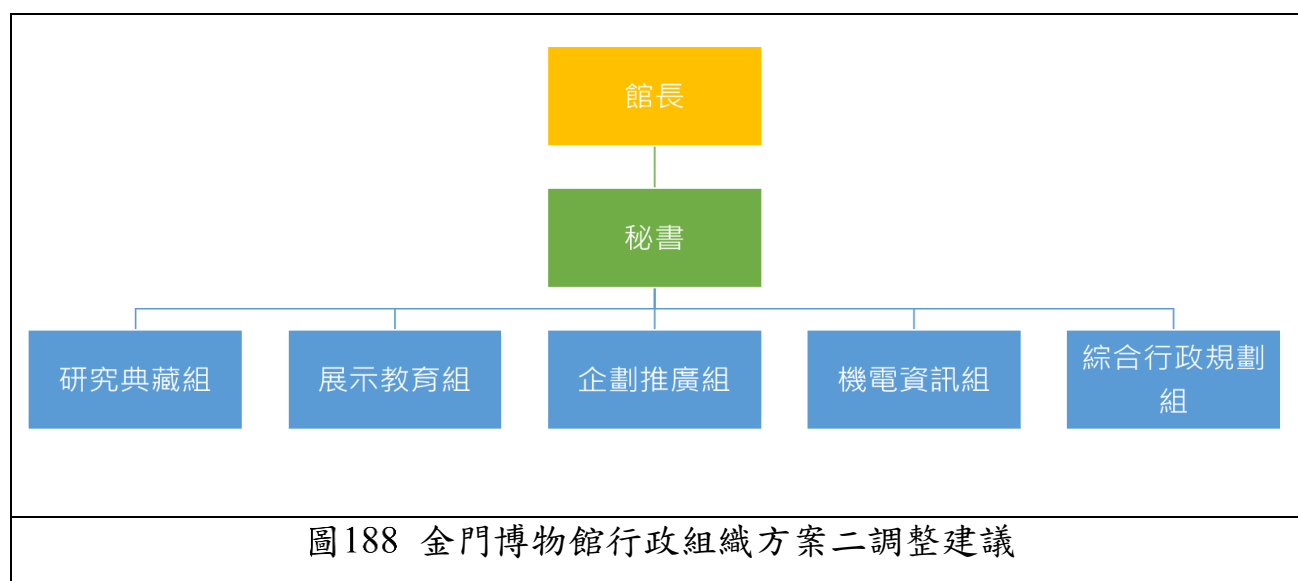 館長
秘書
研究典藏組
展示教育組
企劃推廣組
機電資訊組
綜合行政規劃
組
圖188 金門博物館行政組織方案二調整建議